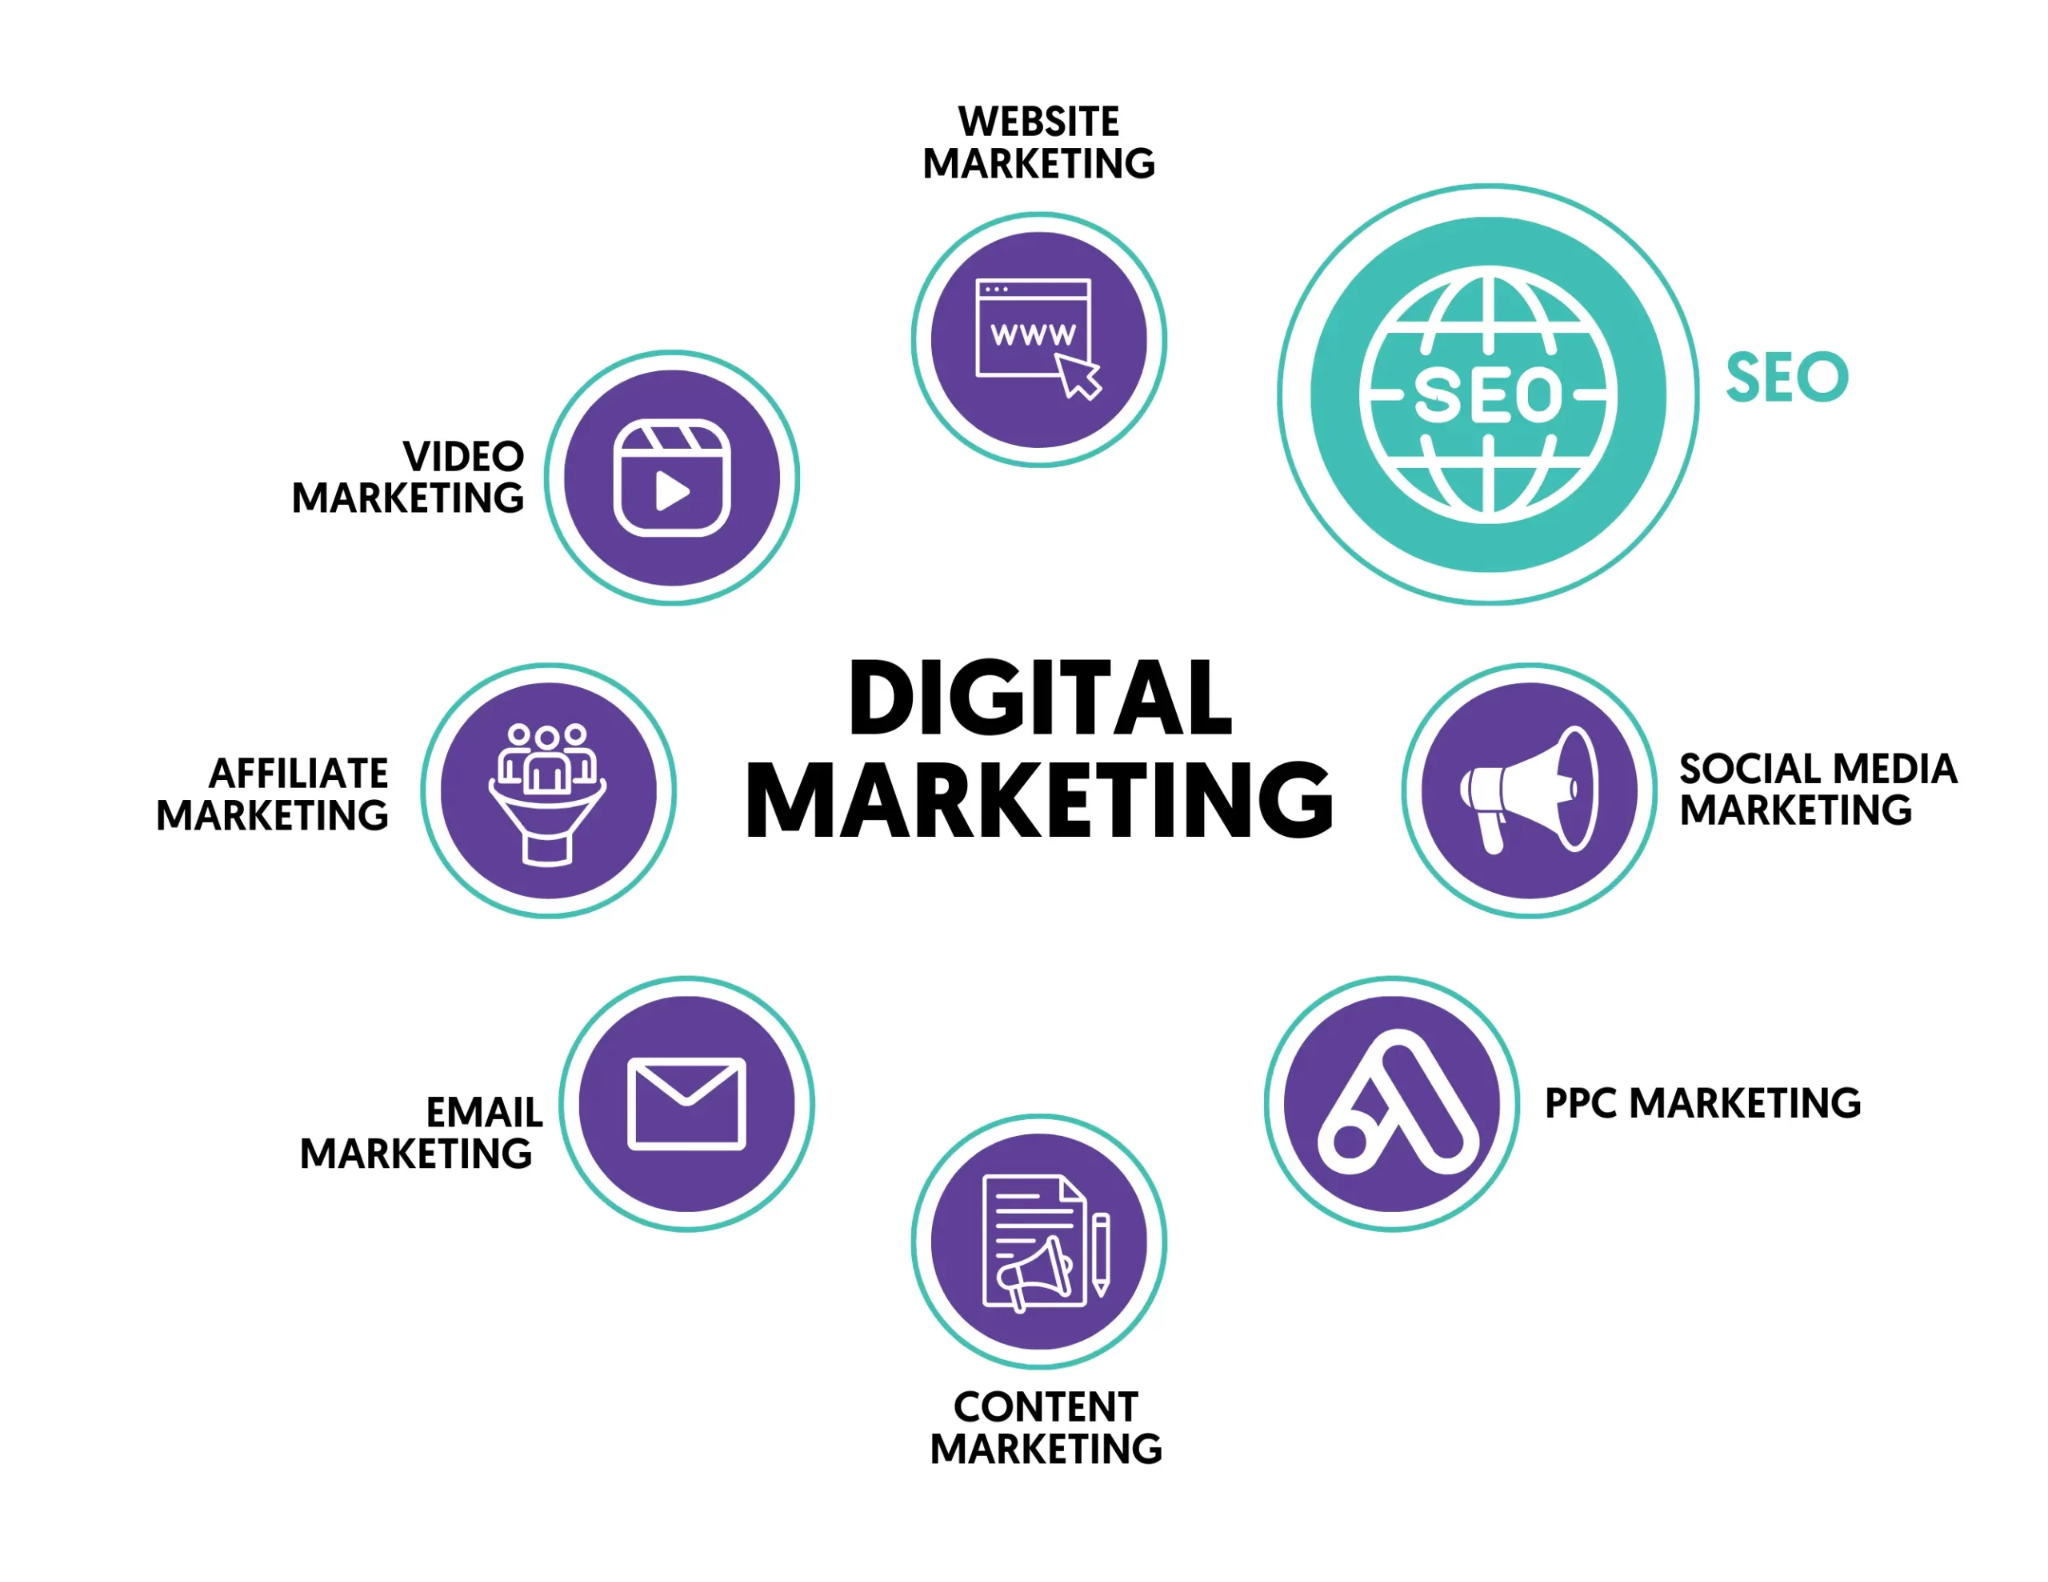 WEBSITE
MARKETING
WWW
SEO
SEO
VIDEO
MARKETING
DIGITAL
MARKETING
AFFILIATE
MARKETING
SOCIAL MEDIA
MARKETING
EMAIL
MARKETING
PPC MARKETING
CONTENT
MARKETING